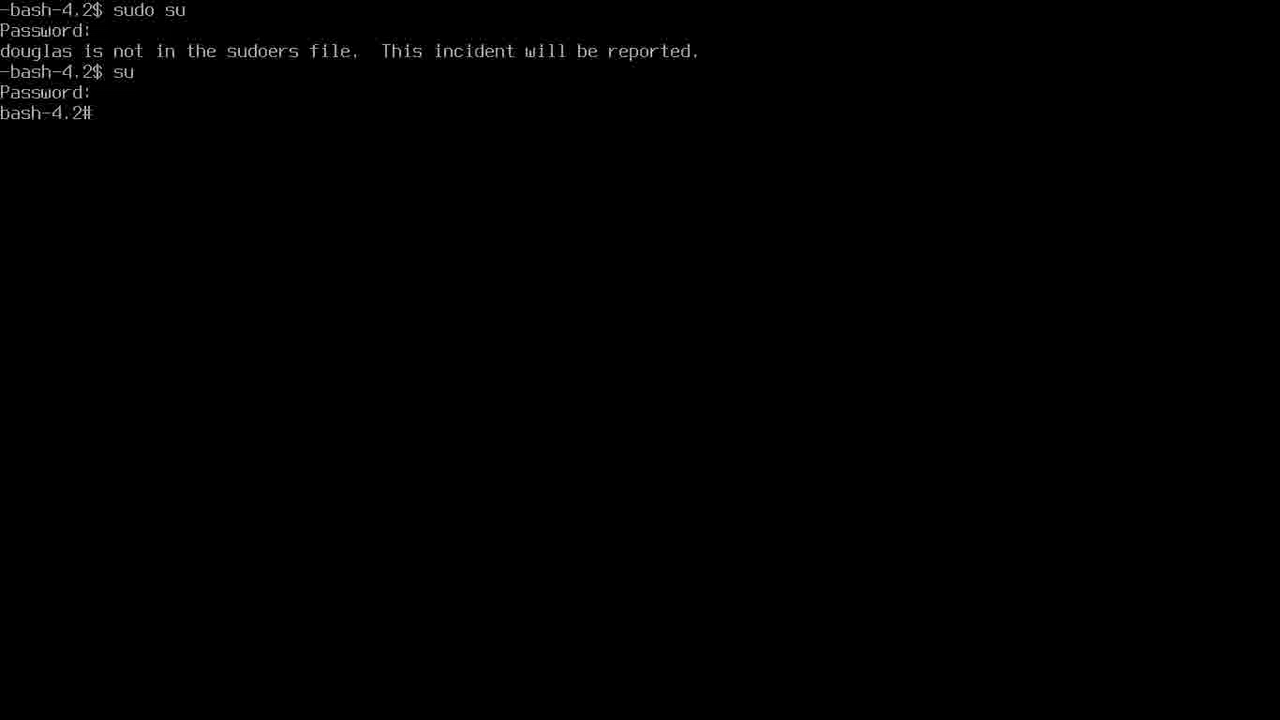 -bash-4.2$ sudo su
Password:
douglas is not in the sudoers file.  This incident will be reported.
-bash-4.2$ su
Password:
bash-4.2#